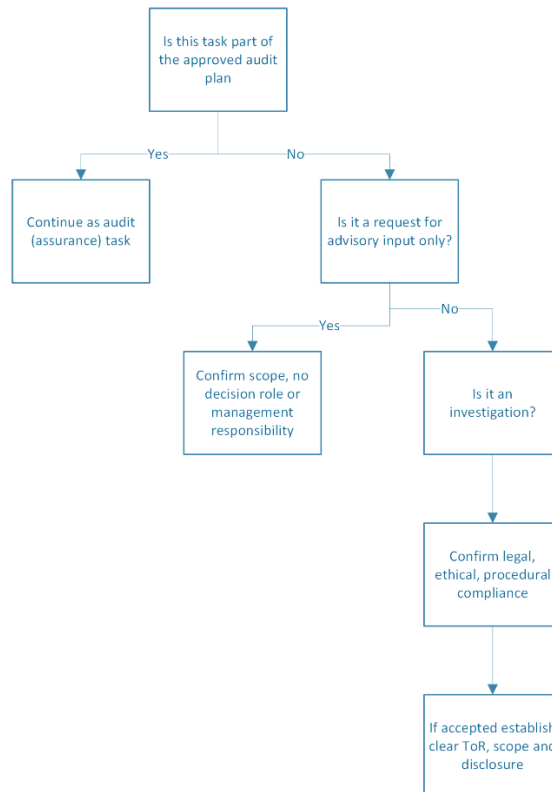 Is this task part of
the approved audit
plan
Yes
No
Continue as audit
(assurance) task
Is it a request for
advisory input only?
Yes
No
Confirm scope, no
decision role or
management
responsibility
Is it an
investigation?
Confirm legal,
ethical, procedural
compliance
If accepted establish
clear ToR, scope and
disclosure